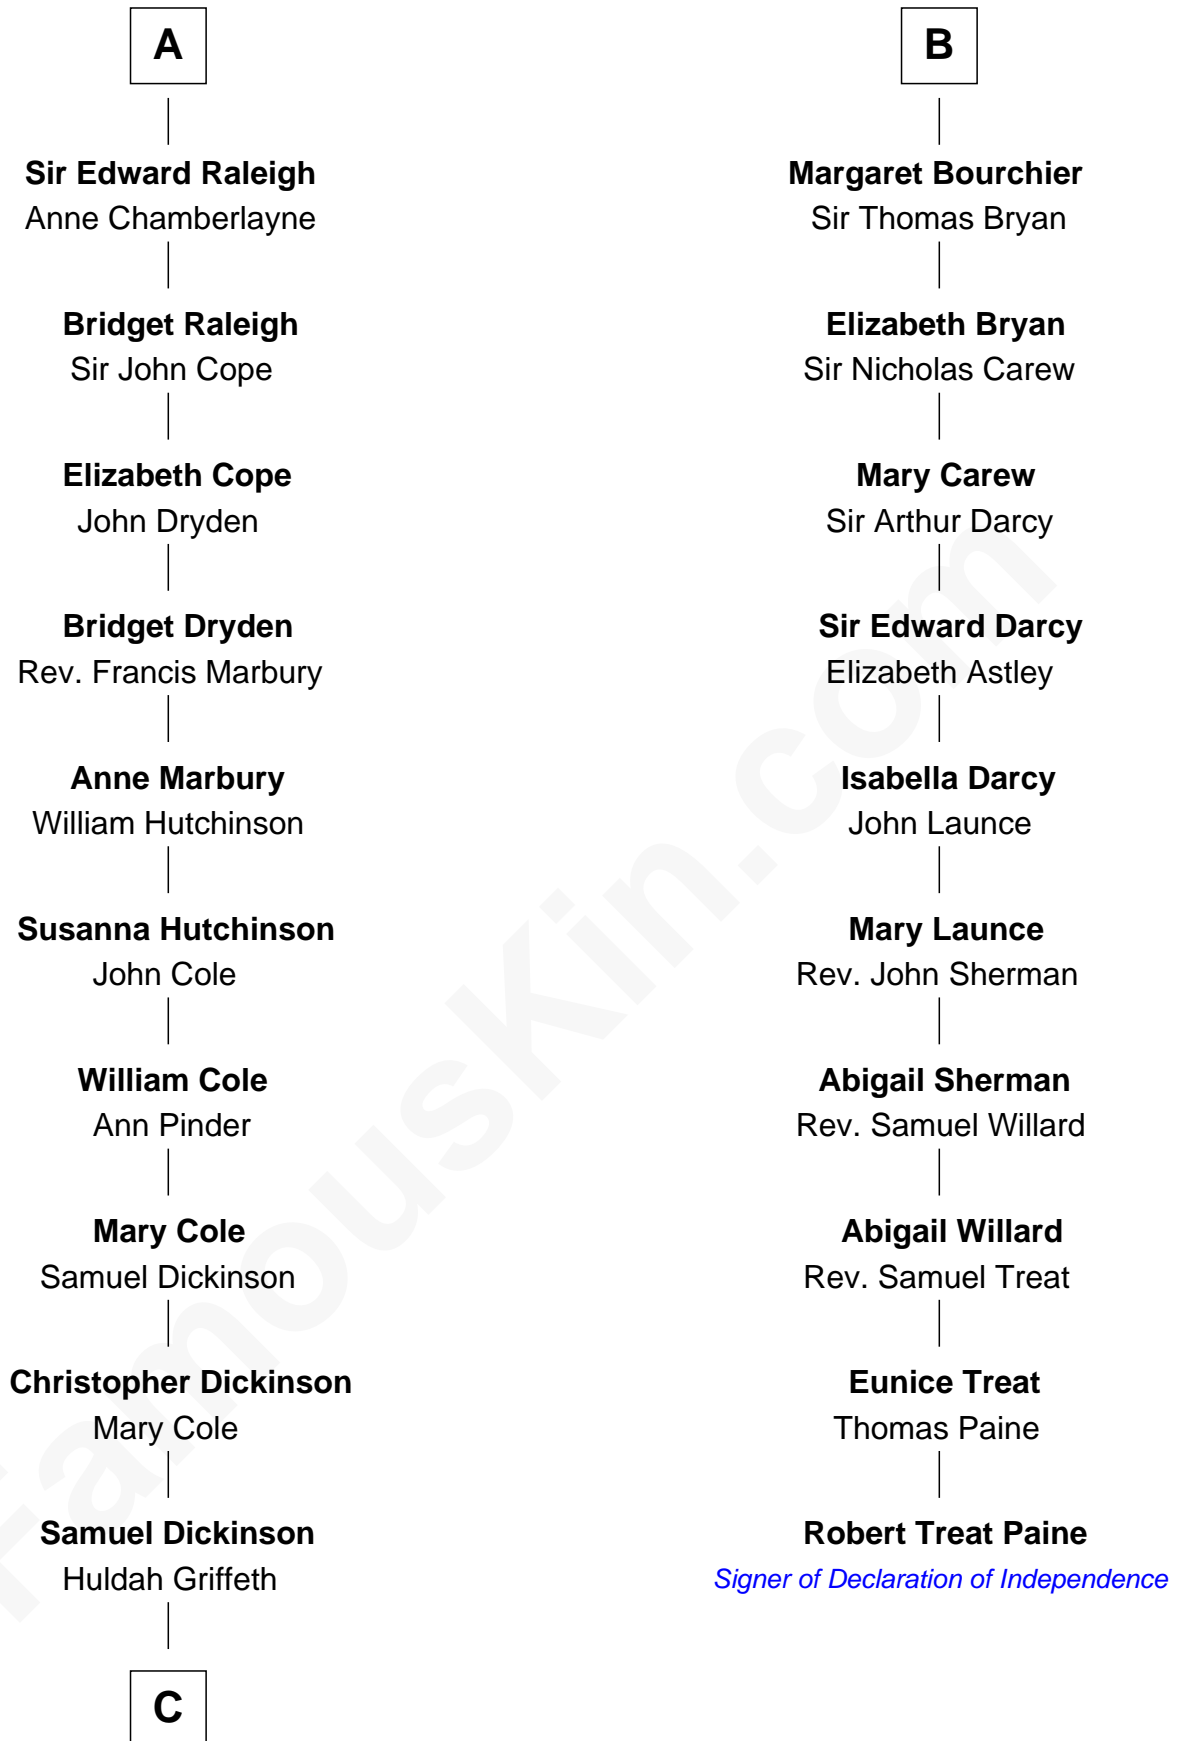 A
Sir Edward Raleigh
Anne Chamberlayne
Bridget Raleigh
Sir John Cope
Elizabeth Cope
John Dryden
Bridget Dryden
Rev. Francis Marbury
Anne Marbury
William Hutchinson
Susanna Hutchinson
John Cole
William Cole
Ann Pinder
Mary Cole
Samuel Dickinson
Christopher Dickinson
Mary Cole
Samuel Dickinson
Huldah Griffeth
C
B
Margaret Bourchier
Sir Thomas Bryan
Elizabeth Bryan
Sir Nicholas Carew
Mary Carew
Sir Arthur Darcy
Sir Edward Darcy
Elizabeth Astley
Isabella Darcy
John Launce
Mary Launce
Rev. John Sherman
Abigail Sherman
Rev. Samuel Willard
Abigail Willard
Rev. Samuel Treat
Eunice Treat
Thomas Paine
Robert Treat Paine
Signer of Declaration of Independence
FamousKin.com